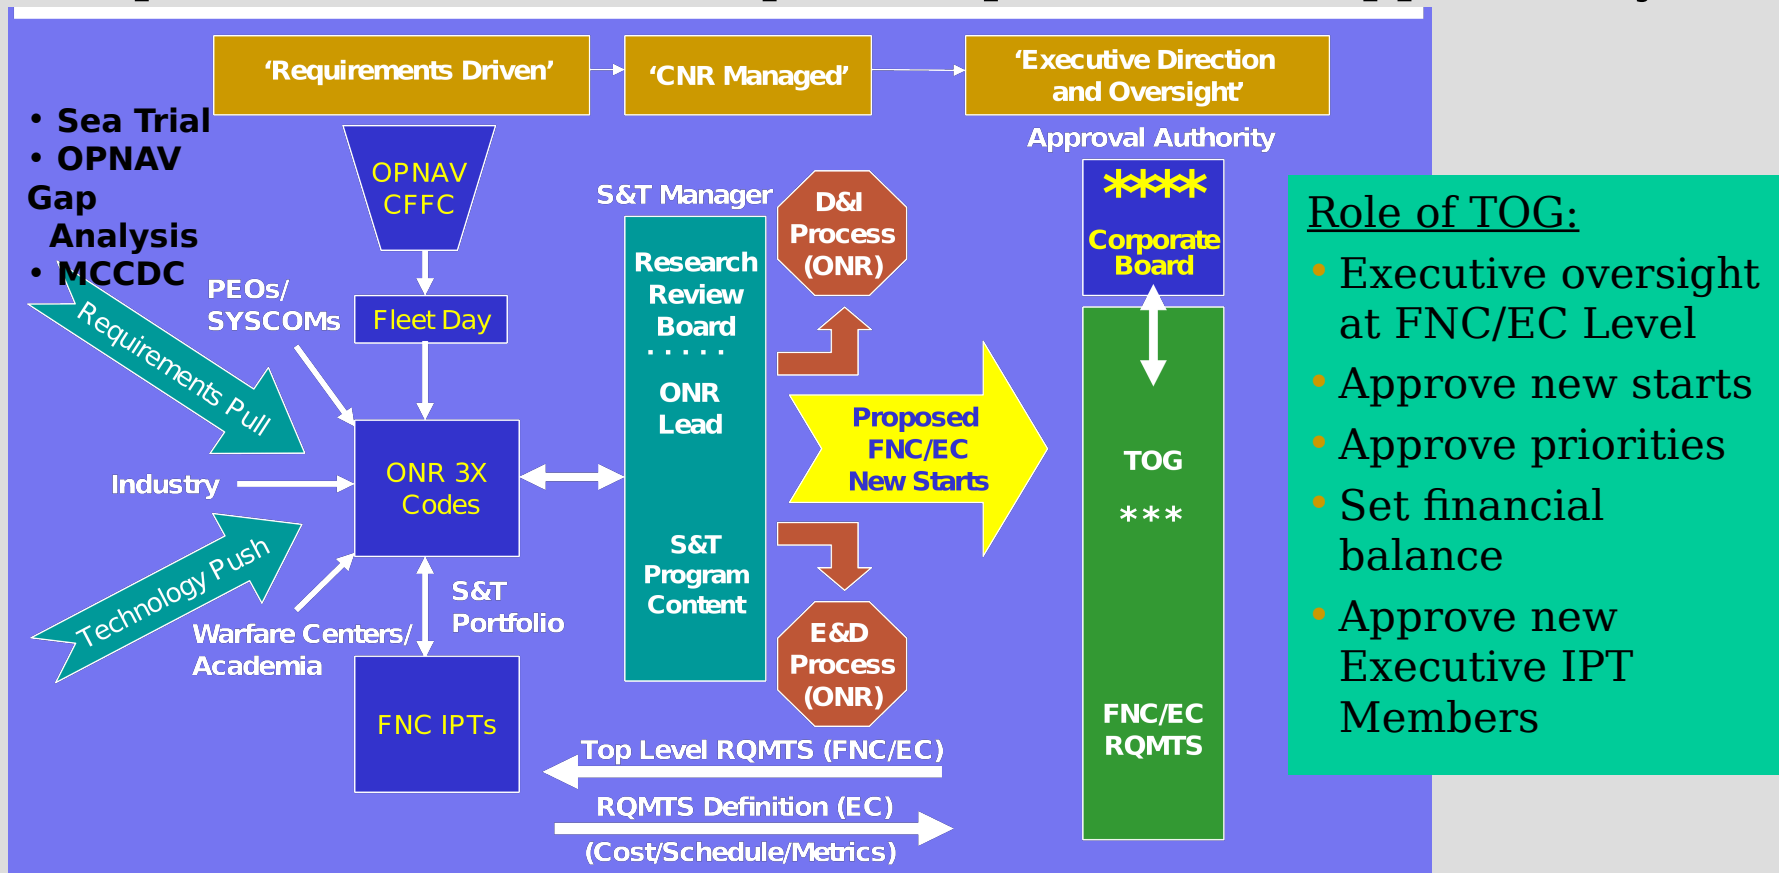 ‘Requirements Driven’
‘CNR Managed’
‘Executive Direction
and Oversight’
• Sea Trial
• OPNAV
Gap
Analysis
• MCCDC
OPNAV
CFFC
Fleet Day
PEOs/
SYSCOMs
Requirements Pull
Industry
Technology Push
Warfare Centers/
Academia
ONR 3X
Codes
S&T
Portfolio
FNC IPTs
S&T Manager
Research
Review
Board
. . . . .
ONR
Lead
S&T
Program
Content
D&I
Process
(ONR)
Proposed
FNC/EC
New Starts
E&D
Process
(ONR)
Top Level RQMTS (FNC/EC)
RQMTS Definition (EC)
(Cost/Schedule/Metrics)
Approval Authority
****
Corporate
Board
TOG
***
FNC/EC
RQMTS
Role of TOG:
• Executive oversight
at FNC/EC Level
• Approve new starts
• Approve priorities
• Set financial
balance
• Approve new
Executive IPT
Members